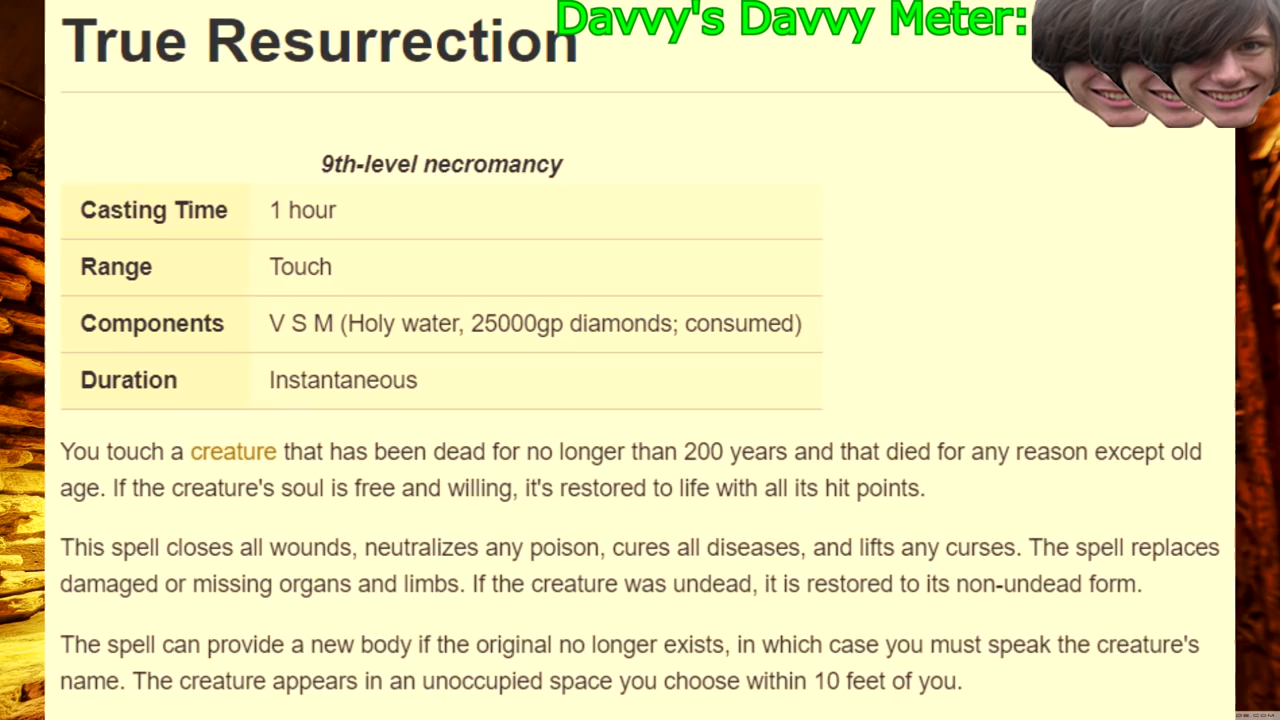 True Resurrection
Davvy's Davvy Meter:
9th-level necromancy
Casting Time 1 hour
Range Touch
Components V S M (Holy water, 25000gp diamonds; consumed)
Duration Instantaneous
You touch a creature that has been dead for no longer than 200 years and that died for any reason except old
age. If the creature's soul is free and willing, it's restored to life with all its hit points.
This spell closes all wounds, neutralizes any poison, cures all diseases, and lifts any curses. The spell replaces
damaged or missing organs and limbs. If the creature was undead, it is restored to its non-undead form.
The spell can provide a new body if the original no longer exists, in which case you must speak the creature's
name. The creature appears in an unoccupied space you choose within 10 feet of you.